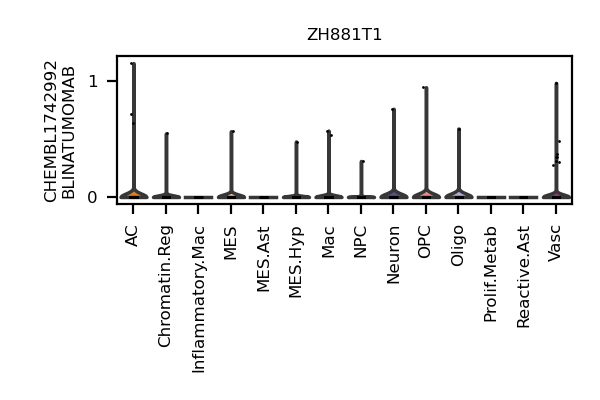 ZH881T1
CHEMBL1742992
BLINATUMOMAB
1
0
AC
Chromatin.Reg
Inflammatory.Mac
MES
MES.Ast
MES.Hyp
Mac
NPC
Neuron
OPC
Oligo
Prolif.Metab
Reactive.Ast
Vasc